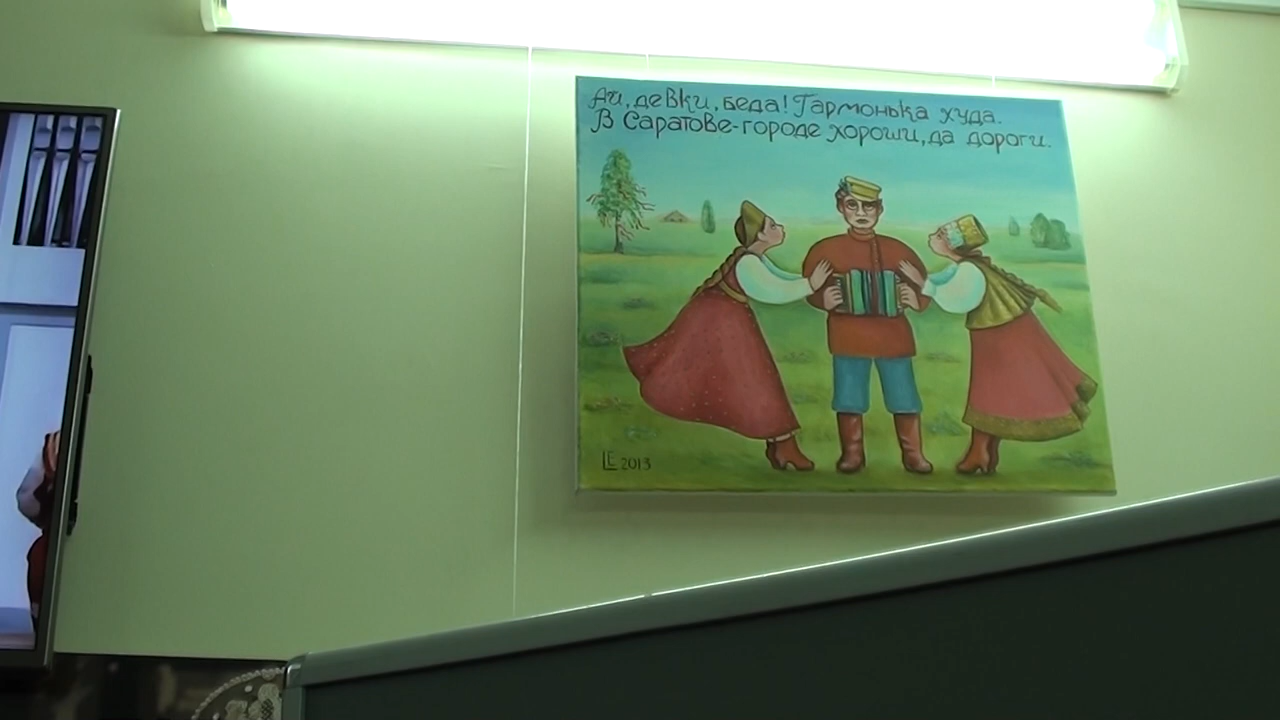 Ай, девки, беда! Гармонька худа.
В Саратове-городе хороши, да дороги.
LE 2013